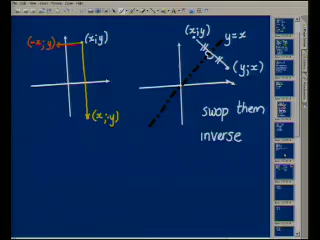 (-x;y) (x;y)
(x;-y)
(x;y) y=x
(y;x)
swop them
inverse